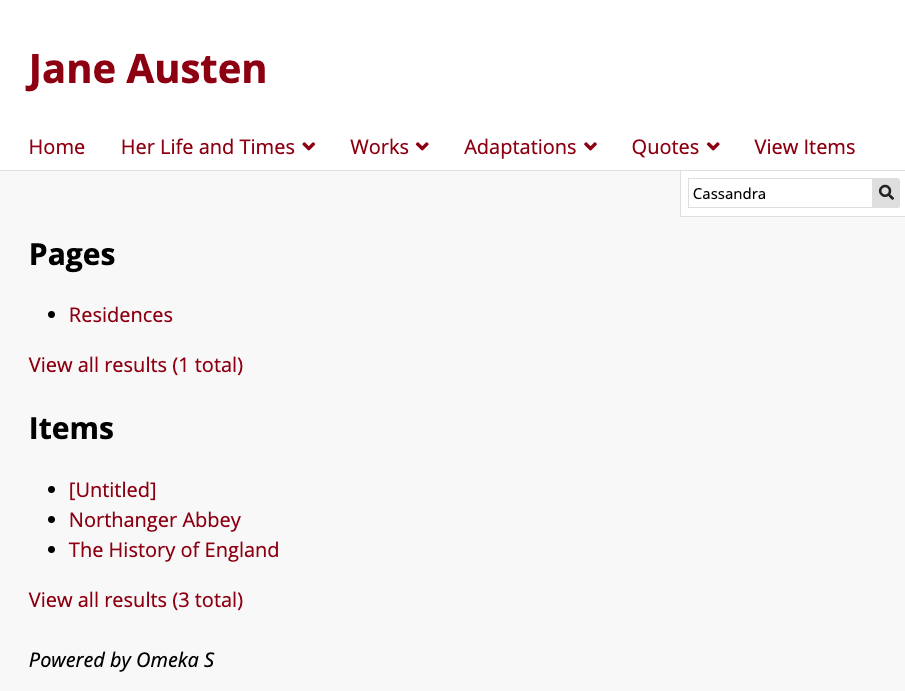 Jane Austen
Home Her Life and Times Works Adaptations Quotes View Items
Cassandra
Pages
Residences
View all results (1 total)
Items
[Untitled]
Northanger Abbey
The History of England
View all results (3 total)
Powered by Omeka S